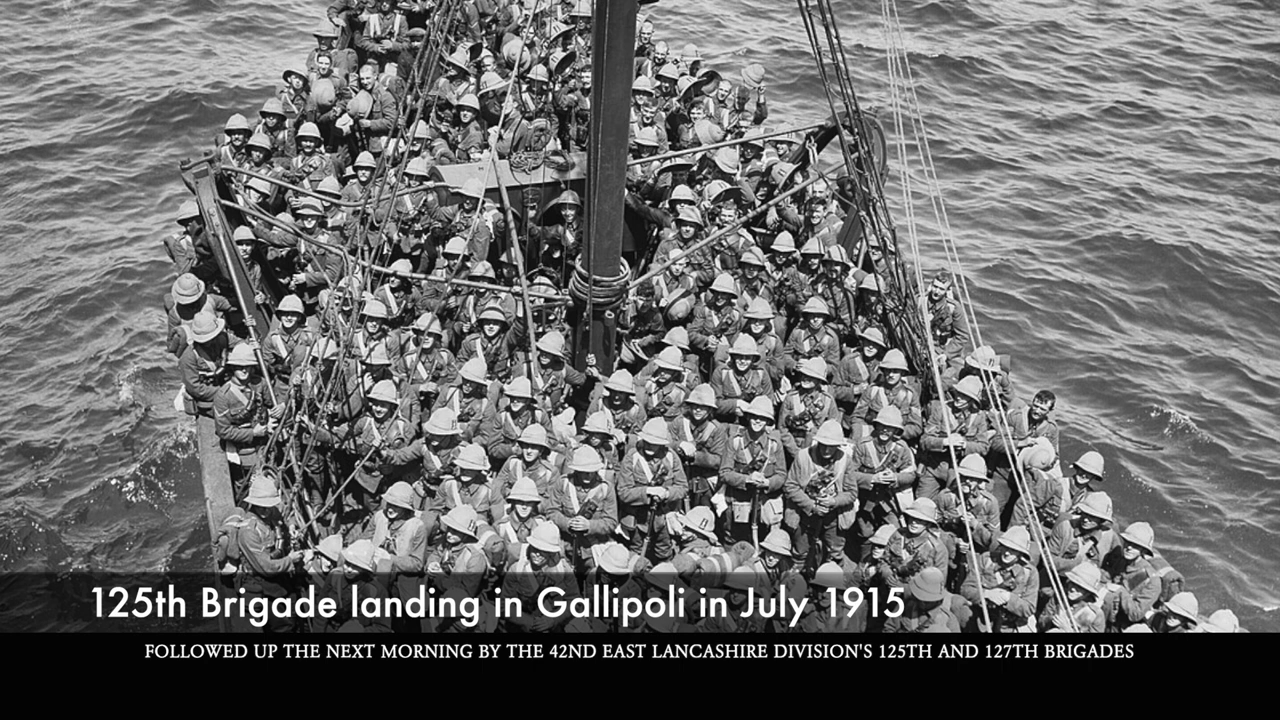 125th Brigade landing in Gallipoli in July 1915
FOLLOWED UP THE NEXT MORNING BY THE 42ND EAST LANCASHIRE DIVISION'S 125TH AND 127TH BRIGADES